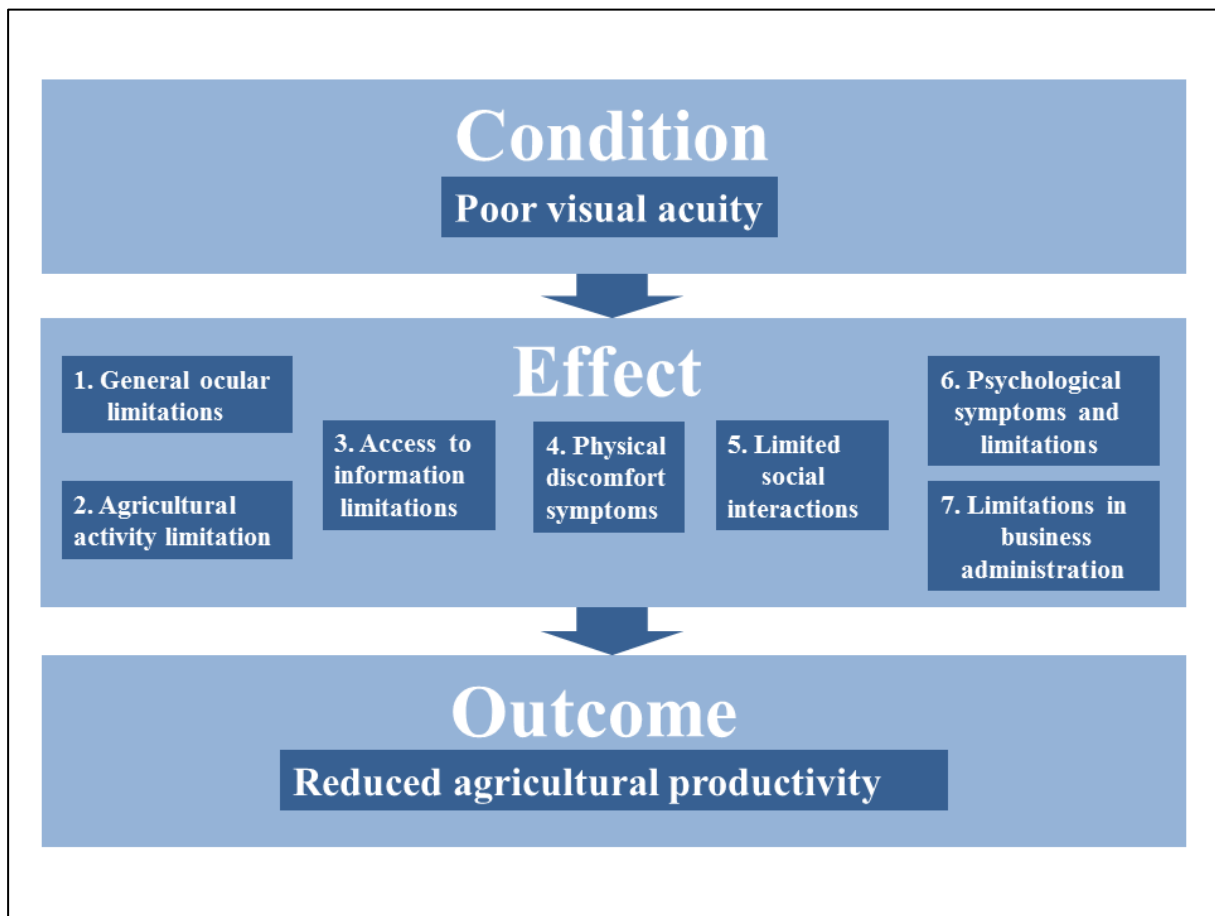 Condition
Poor visual acuity
Effect
1. General ocular
limitations
2. Agricultural
activity limitation
3. Access to
information
limitations
4. Physical
discomfort
symptoms
5. Limited
social
interactions
6. Psychological
symptoms and
limitations
7. Limitations in
business
administration
Outcome
Reduced agricultural productivity